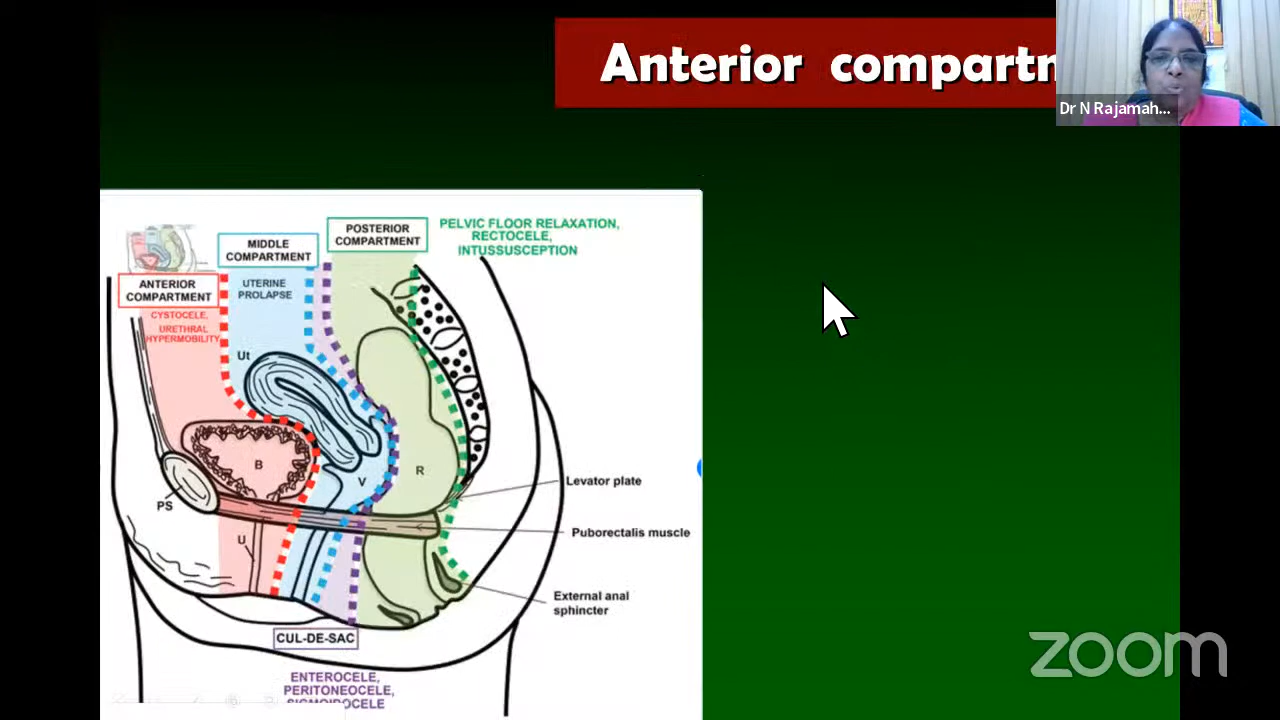 Anterior compartm
Dr N Rajamah...
POSTERIOR
COMPARTMENT
PELVIC FLOOR RELAXATION,
RECTOCELE,
INTUSSUSCEPTION
MIDDLE
COMPARTMENT
ANTERIOR
COMPARTMENT
UTERINE
PROLAPSE
CYSTOCELE,
URETHRAL
HYPERMOBILITY
Ut
B
V
R
PS
U
Levator plate
Puborectalis muscle
External anal
sphincter
CUL-DE-SAC
ENTEROCELE,
PERITONEOCELE,
SIGMOIDOCELE
zoom